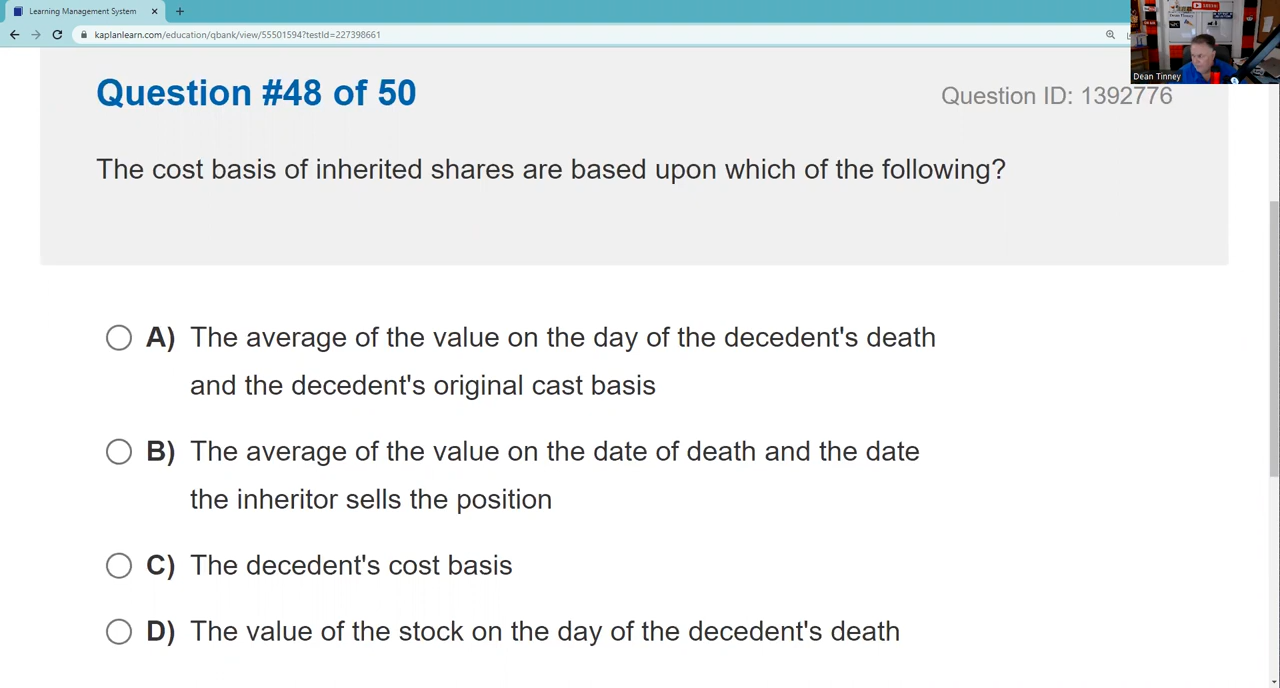 Learning Management System
kaplanlearn.com/education/qbank/view/55501594?testId=227398661
Dean Tinney
Question #48 of 50
Question ID: 1392776
The cost basis of inherited shares are based upon which of the following?
A) The average of the value on the day of the decedent's death
and the decedent's original cast basis
B) The average of the value on the date of death and the date
the inheritor sells the position
C) The decedent's cost basis
D) The value of the stock on the day of the decedent's death